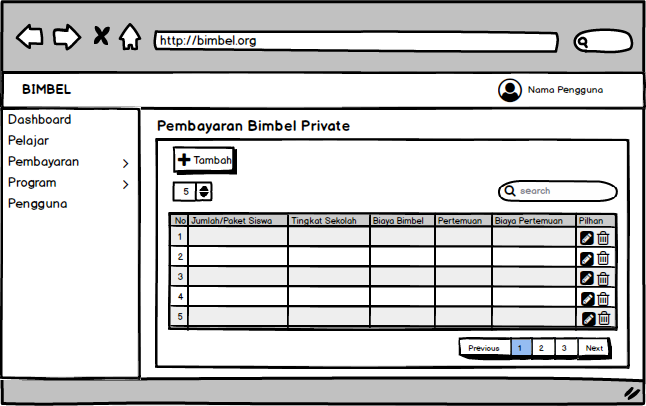 http://bimbel.org
BIMBEL
Nama Pengguna
Dashboard
Pelajar
Pembayaran
Program
Pengguna
Pembayaran Bimbel Private
Tambah
5
search
No Jumlah/Paket Siswa Tingkat Sekolah Biaya Bimbel Pertemuan Biaya Pertemuan Pilhan
1
2
3
4
5
Previous 1 2 3 Next